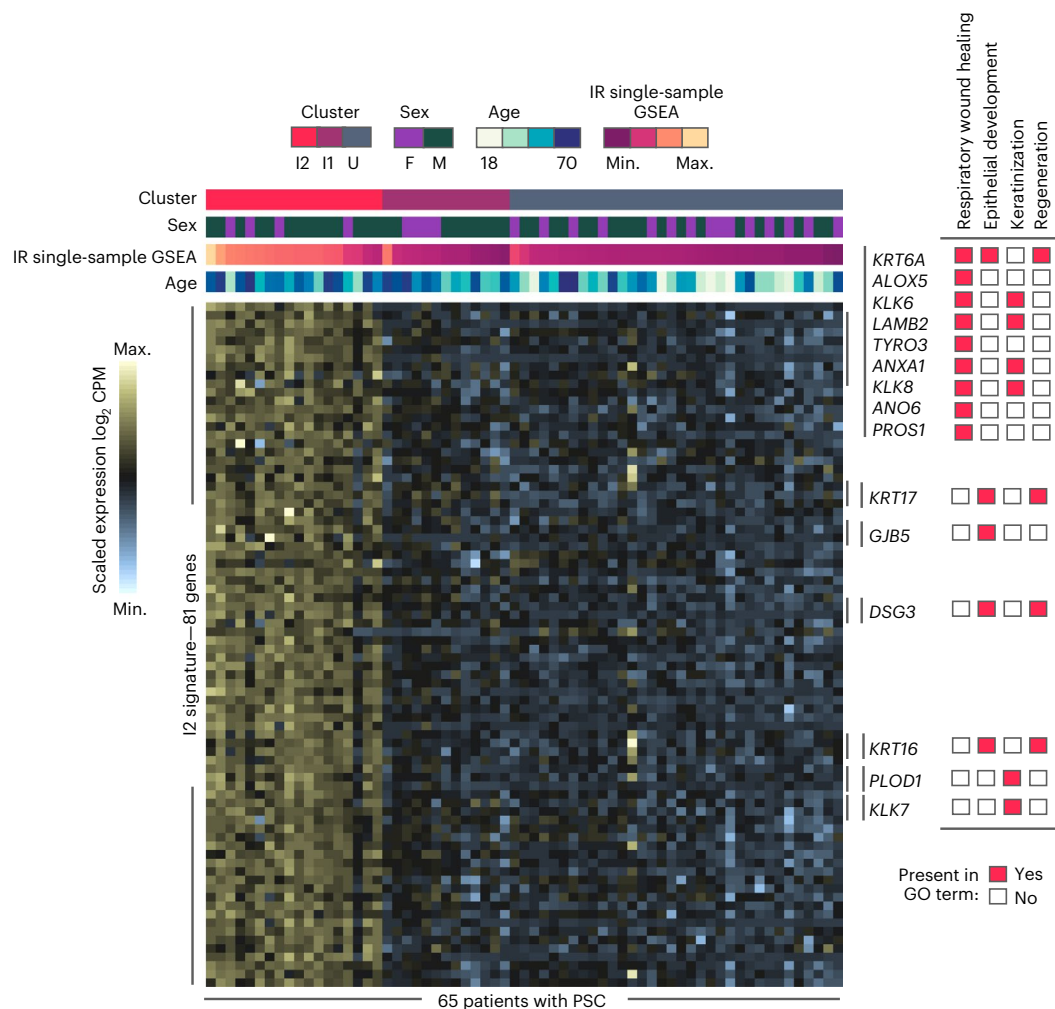 Respiratory wound healing
Epithelial development
Keratinization
Regeneration
IR single-sample
GSEA
Cluster
Sex
Age
I2 I1 U
F M
18 70
Min. Max.
Cluster
Sex
IR single-sample GSEA
Age
Max.
Scaled expression log2 CPM
Min.
I2 signature—81 genes
KRT6A
ALOX5
KLK6
LAMB2
TYRO3
ANXA1
KLK8
ANO6
PROS1
KRT17
GJB5
DSG3
KRT16
PLOD1
KLK7
Present in
GO term:
Yes
No
65 patients with PSC